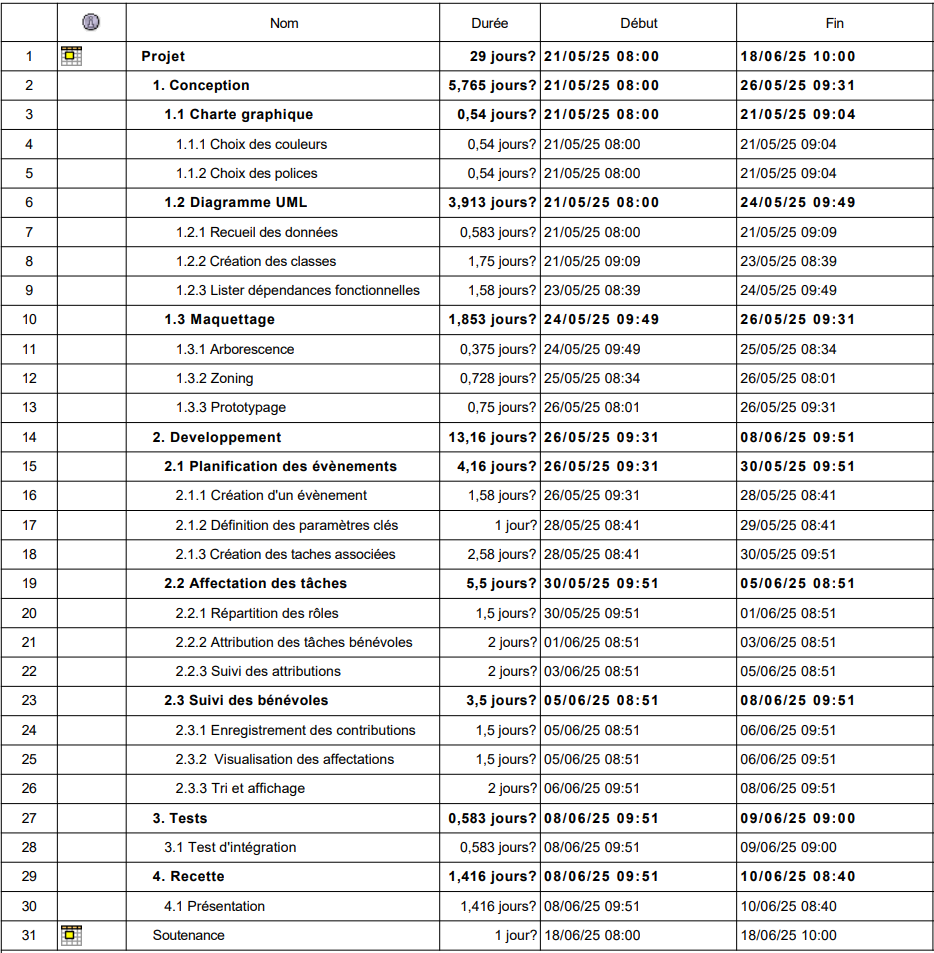 Nom Durée Début Fin
1 Projet 29 jours? 21/05/25 08:00 18/06/25 10:00
2 1. Conception 5,765 jours? 21/05/25 08:00 26/05/25 09:31
3 1.1 Charte graphique 0,54 jours? 21/05/25 08:00 21/05/25 09:04
4 1.1.1 Choix des couleurs 0,54 jours? 21/05/25 08:00 21/05/25 09:04
5 1.1.2 Choix des polices 0,54 jours? 21/05/25 08:00 21/05/25 09:04
6 1.2 Diagramme UML 3,913 jours? 21/05/25 08:00 24/05/25 09:49
7 1.2.1 Recueil des données 0,583 jours? 21/05/25 08:00 21/05/25 09:09
8 1.2.2 Création des classes 1,75 jours? 21/05/25 09:09 23/05/25 08:39
9 1.2.3 Lister dépendances fonctionnelles 1,58 jours? 23/05/25 08:39 24/05/25 09:49
10 1.3 Maquettage 1,853 jours? 24/05/25 09:49 26/05/25 09:31
11 1.3.1 Arborescence 0,375 jours? 24/05/25 09:49 25/05/25 08:34
12 1.3.2 Zoning 0,728 jours? 25/05/25 08:34 26/05/25 08:01
13 1.3.3 Prototypage 0,75 jours? 26/05/25 08:01 26/05/25 09:31
14 2. Developpement 13,16 jours? 26/05/25 09:31 08/06/25 09:51
15 2.1 Planification des évènements 4,16 jours? 26/05/25 09:31 30/05/25 09:51
16 2.1.1 Création d'un évènement 1,58 jours? 26/05/25 09:31 28/05/25 08:41
17 2.1.2 Définition des paramètres clés 1 jour? 28/05/25 08:41 29/05/25 08:41
18 2.1.3 Création des taches associées 2,58 jours? 28/05/25 08:41 30/05/25 09:51
19 2.2 Affectation des tâches 5,5 jours? 30/05/25 09:51 05/06/25 08:51
20 2.2.1 Répartition des rôles 1,5 jours? 30/05/25 09:51 01/06/25 08:51
21 2.2.2 Attribution des tâches bénévoles 2 jours? 01/06/25 08:51 03/06/25 08:51
22 2.2.3 Suivi des attributions 2 jours? 03/06/25 08:51 05/06/25 08:51
23 2.3 Suivi des bénévoles 3,5 jours? 05/06/25 08:51 08/06/25 09:51
24 2.3.1 Enregistrement des contributions 1,5 jours? 05/06/25 08:51 06/06/25 09:51
25 2.3.2 Visualisation des affectations 1,5 jours? 05/06/25 08:51 06/06/25 09:51
26 2.3.3 Tri et affichage 2 jours? 06/06/25 09:51 08/06/25 09:51
27 3. Tests 0,583 jours? 08/06/25 09:51 09/06/25 09:00
28 3.1 Test d'intégration 0,583 jours? 08/06/25 09:51 09/06/25 09:00
29 4. Recette 1,416 jours? 08/06/25 09:51 10/06/25 08:40
30 4.1 Présentation 1,416 jours? 08/06/25 09:51 10/06/25 08:40
31 Soutenance 1 jour? 18/06/25 08:00 18/06/25 10:00